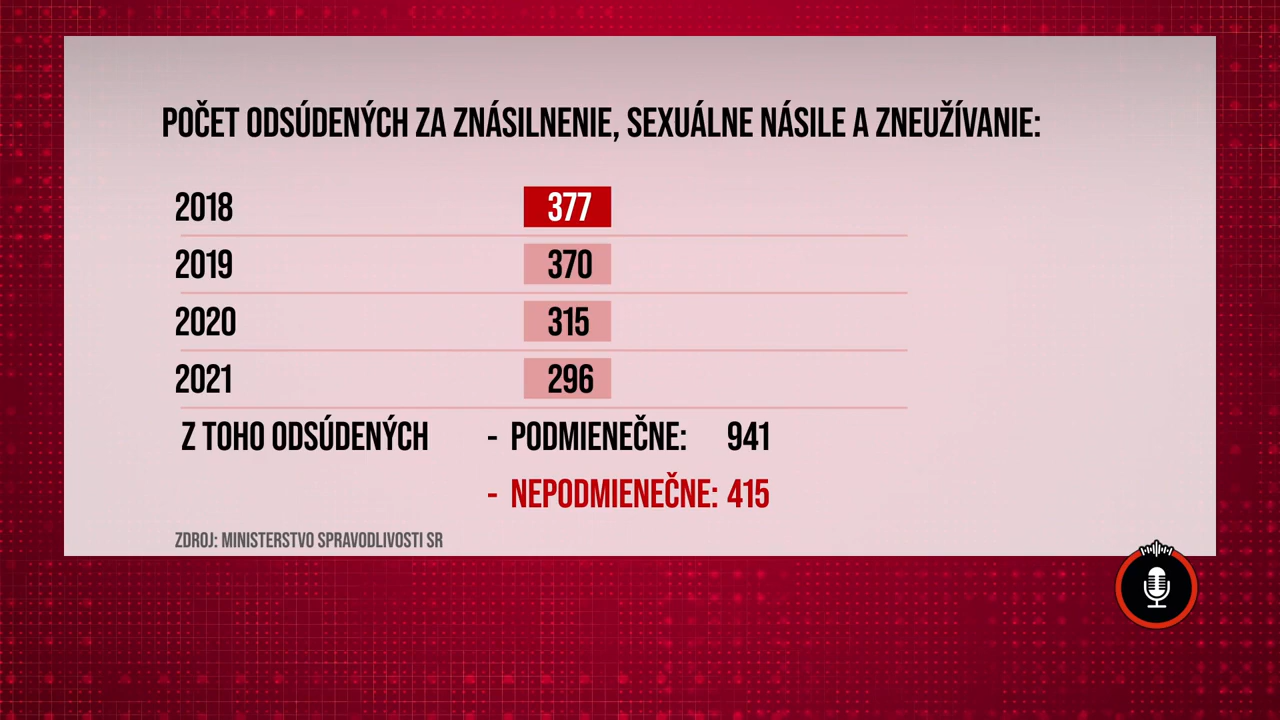 POČET ODSÚDENÝCH ZA ZNÁSILNENIE, SEXUÁLNE NÁSILE A ZNEUŽÍVANIE:
2018 377
2019 370
2020 315
2021 296
Z TOHO ODSÚDENÝCH - PODMIENEČNE: 941
- NEPODMIENEČNE: 415
ZDROJ: MINISTERSTVO SPRAVODLIVOSTI SR